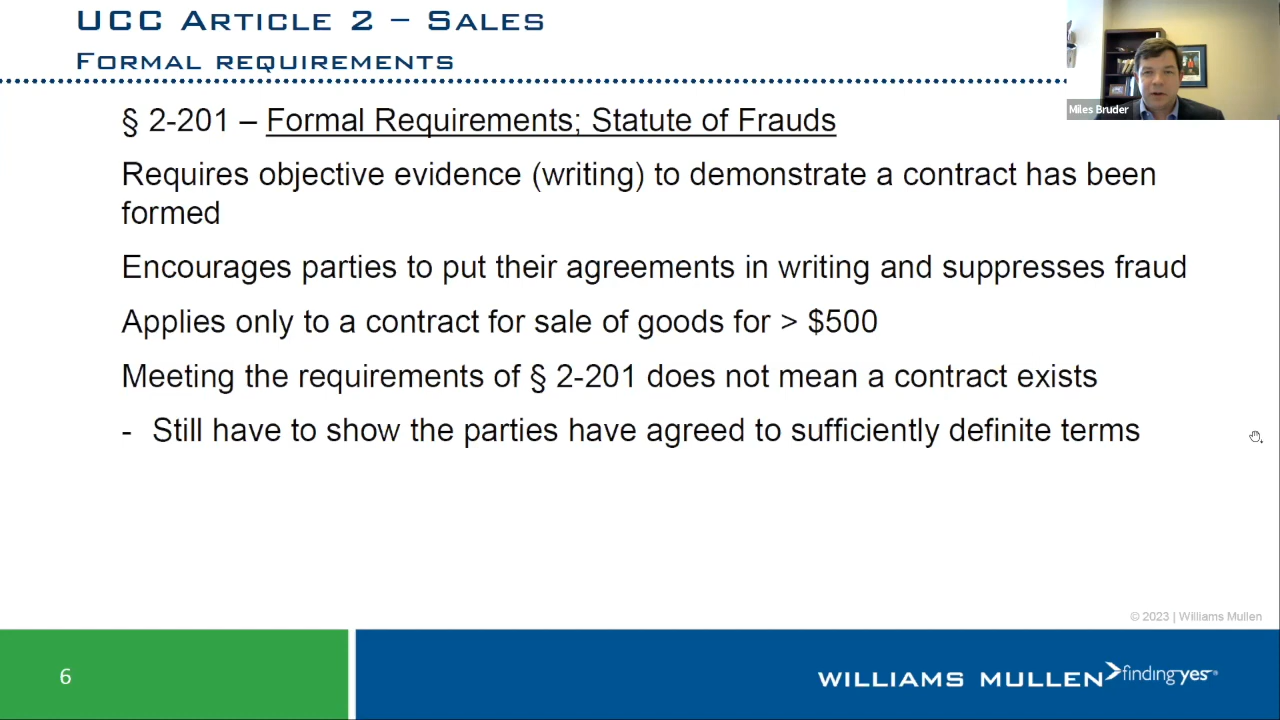 UCC Article 2 – Sales
Formal requirements
Miles Bruder
§ 2-201 – Formal Requirements; Statute of Frauds
Requires objective evidence (writing) to demonstrate a contract has been
formed
Encourages parties to put their agreements in writing and suppresses fraud
Applies only to a contract for sale of goods for > $500
Meeting the requirements of § 2-201 does not mean a contract exists
- Still have to show the parties have agreed to sufficiently definite terms
© 2023 | Williams Mullen
6
WILLIAMS MULLEN finding yes®